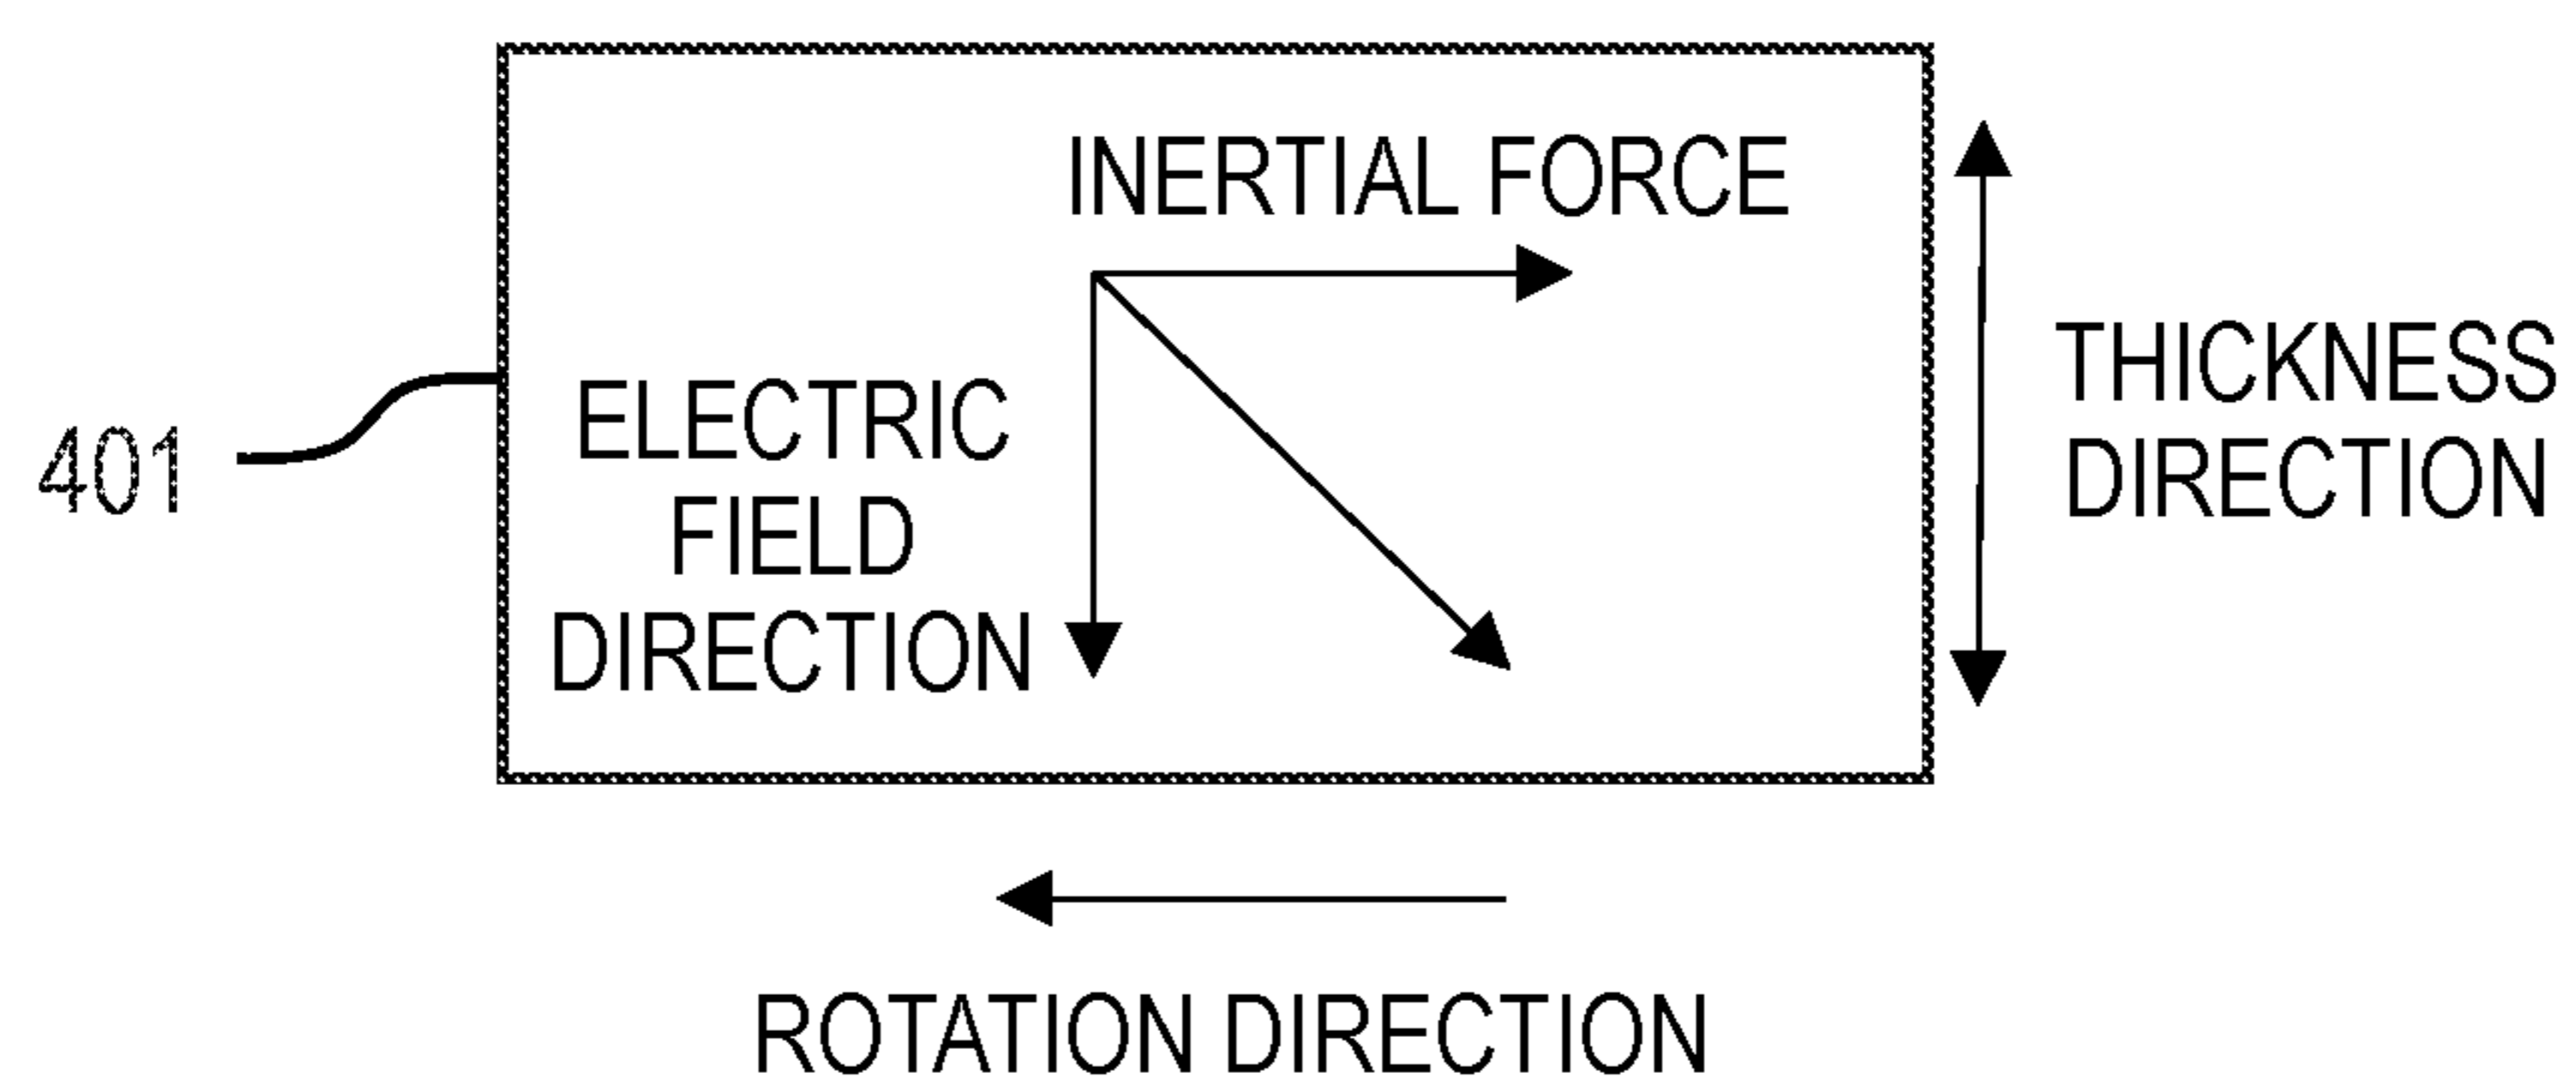 INERTIAL FORCE
ELECTRIC
FIELD
DIRECTION
THICKNESS
DIRECTION
401
ROTATION DIRECTION